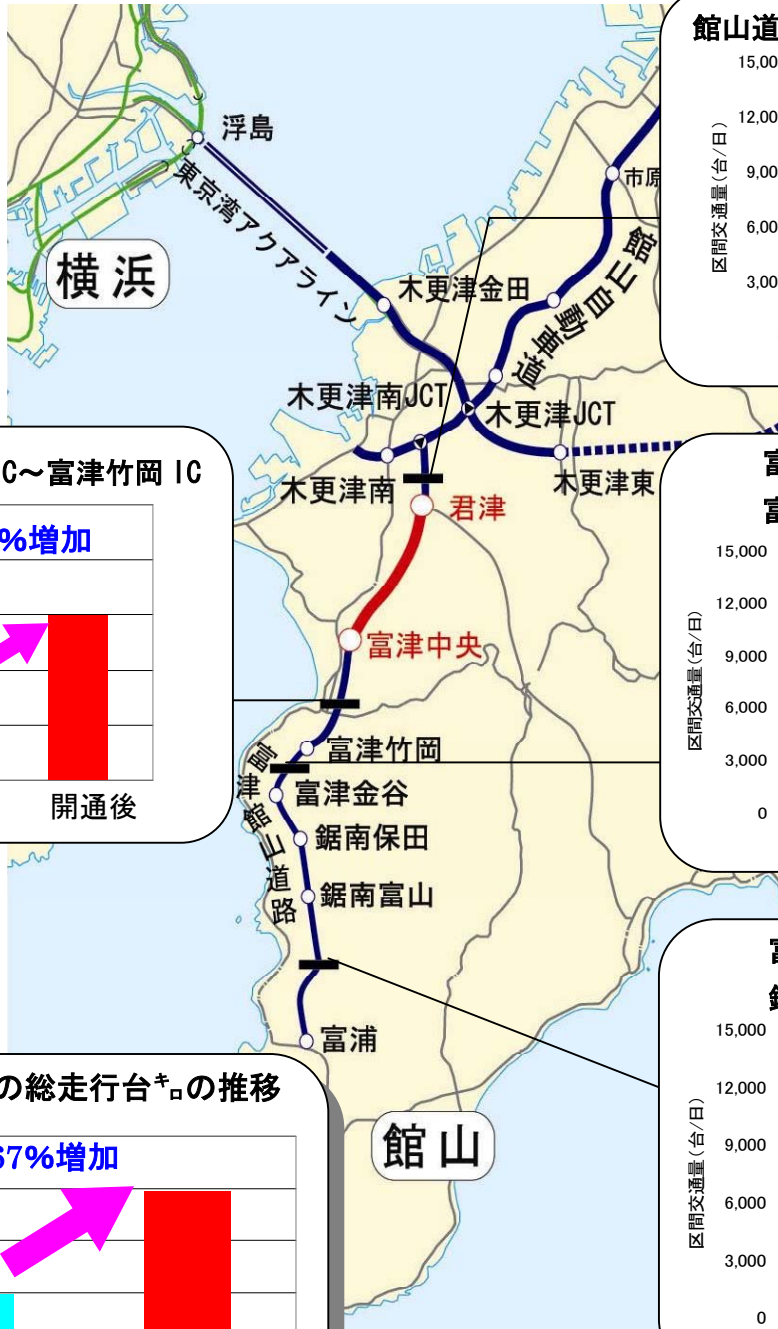 館山道
15,00
12,00
9,00
6,00
3,00
区間交通量(台/日)
浮島
東京湾アクアライン
横浜
市原
館山自動車道
木更津金田
木更津南JCT
木更津JCT
木更津南
木更津東
君津
富津中央
C～富津竹岡 IC
%増加
開通後
富津竹岡
富津館山道路
富津金谷
鋸南保田
鋸南富山
富浦
館山
富
富
15,000
12,000
9,000
6,000
3,000
0
区間交通量(台/日)
富
鋸
15,000
12,000
9,000
6,000
3,000
0
区間交通量(台/日)
の総走行台ｷﾛの推移
67%増加